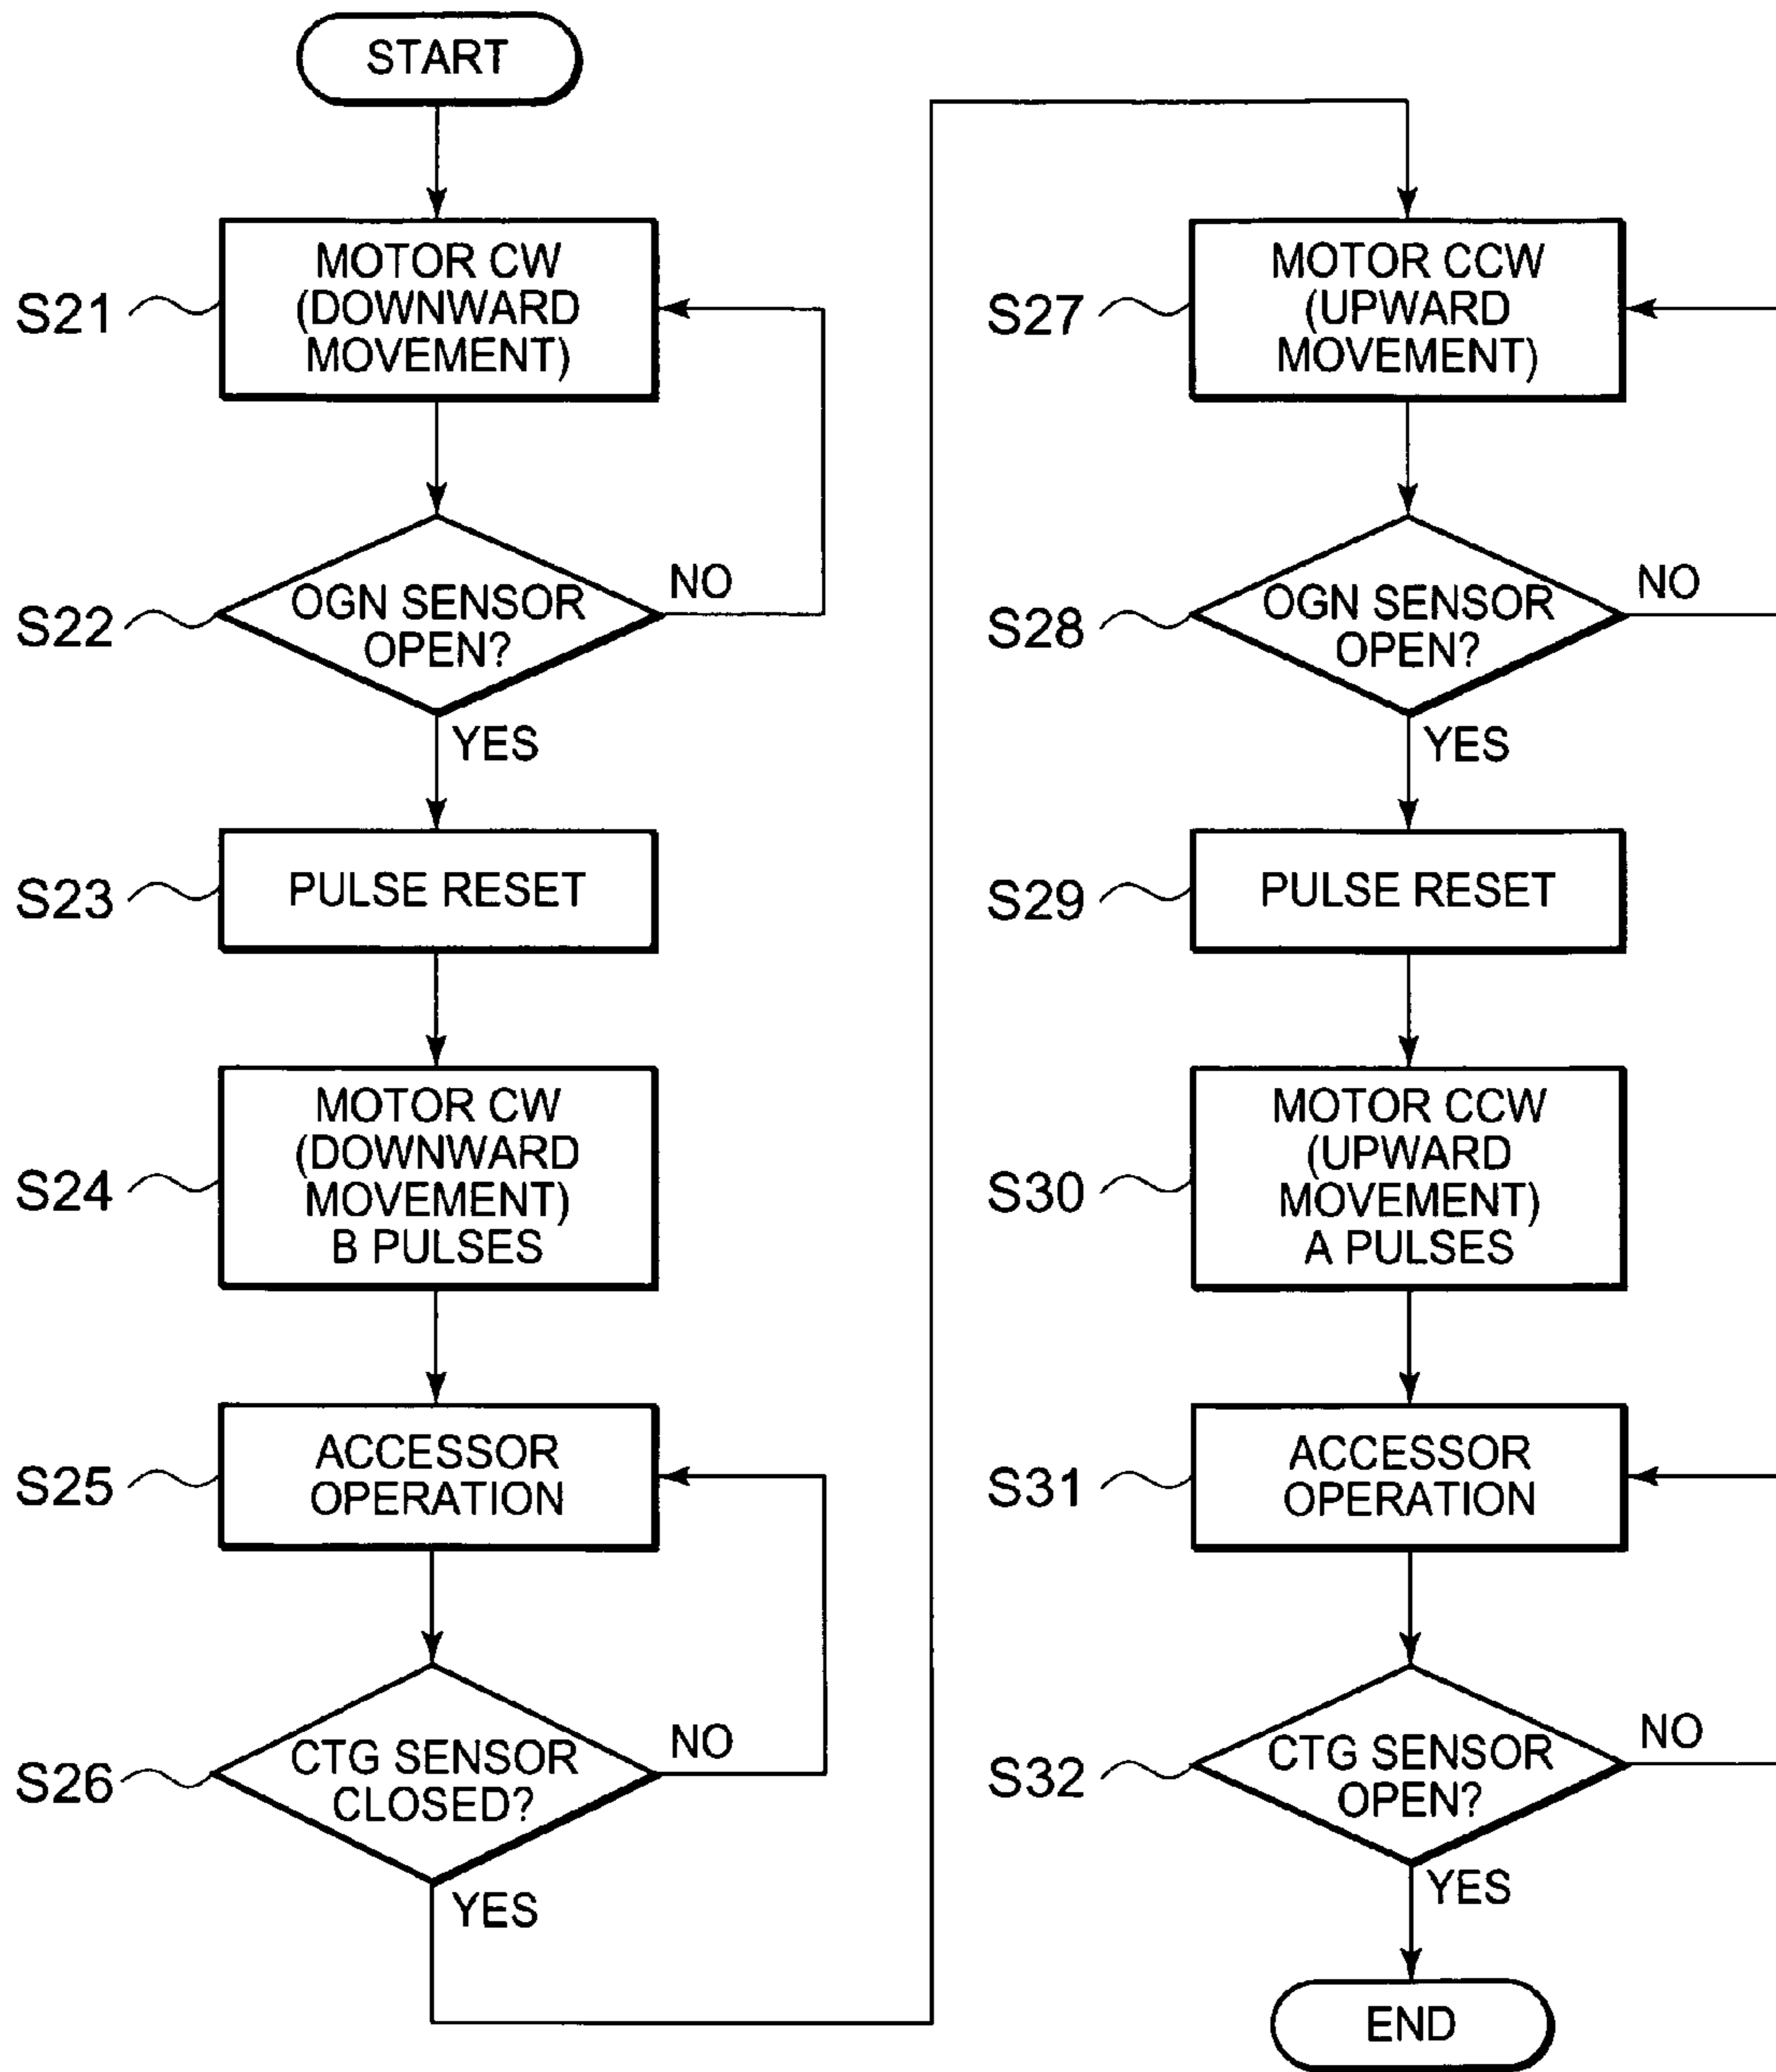 START
S21
MOTOR CW
(DOWNWARD
MOVEMENT)
S22
OGN SENSOR
OPEN?
NO
YES
S23
PULSE RESET
S24
MOTOR CW
(DOWNWARD
MOVEMENT)
B PULSES
S25
ACCESSOR
OPERATION
S26
CTG SENSOR
CLOSED?
NO
YES
S27
MOTOR CCW
(UPWARD
MOVEMENT)
S28
OGN SENSOR
OPEN?
NO
YES
S29
PULSE RESET
S30
MOTOR CCW
(UPWARD
MOVEMENT)
A PULSES
S31
ACCESSOR
OPERATION
S32
CTG SENSOR
OPEN?
NO
YES
END